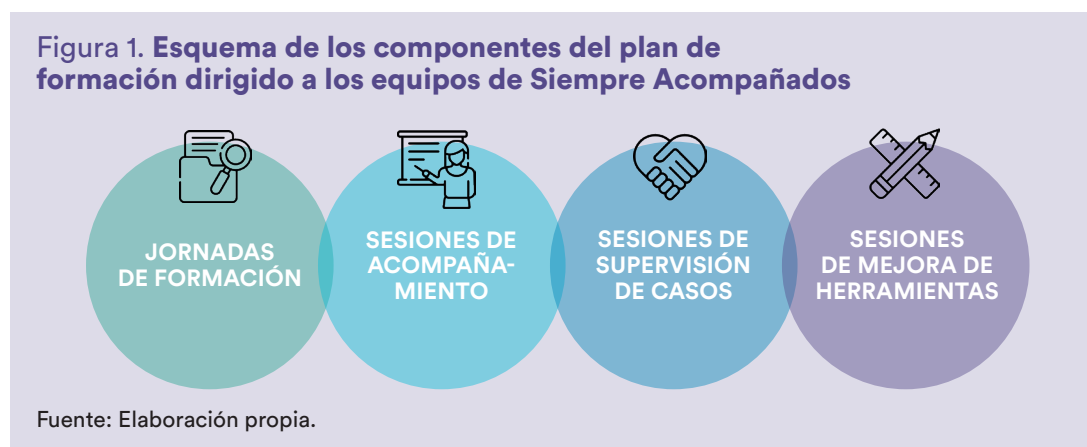 Figura 1. Esquema de los componentes del plan de
formación dirigido a los equipos de Siempre Acompañados
JORNADAS
DE FORMACIÓN
SESIONES DE
ACOMPAÑA-
MIENTO
SESIONES DE
SUPERVISIÓN
DE CASOS
SESIONES
DE MEJORA DE
HERRAMIENTAS
Fuente: Elaboración propia.